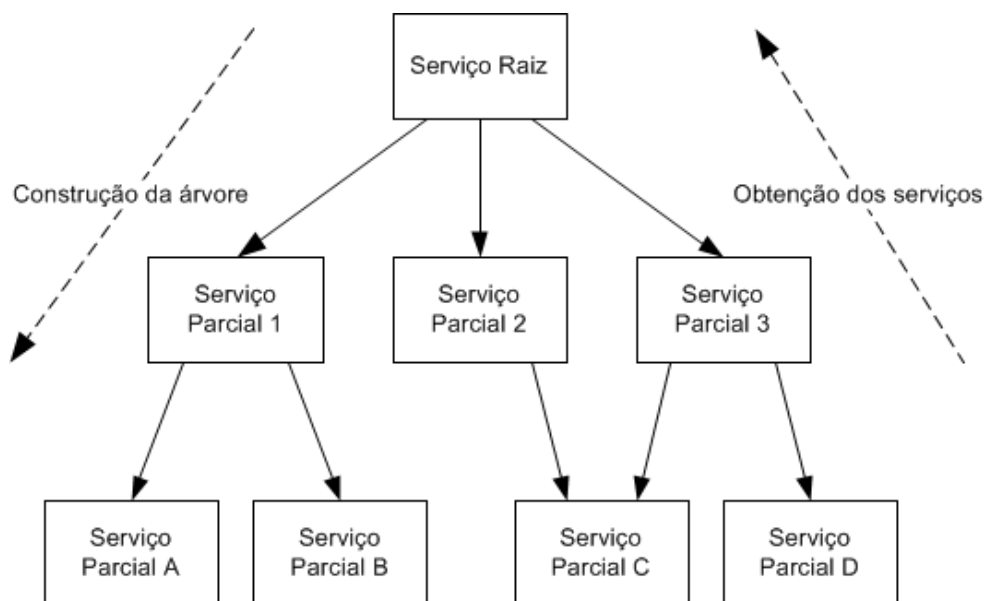 Serviço Raiz
Construção da árvore
Obtenção dos serviços
Serviço
Parcial 1
Serviço
Parcial 2
Serviço
Parcial 3
Serviço
Parcial A
Serviço
Parcial B
Serviço
Parcial C
Serviço
Parcial D